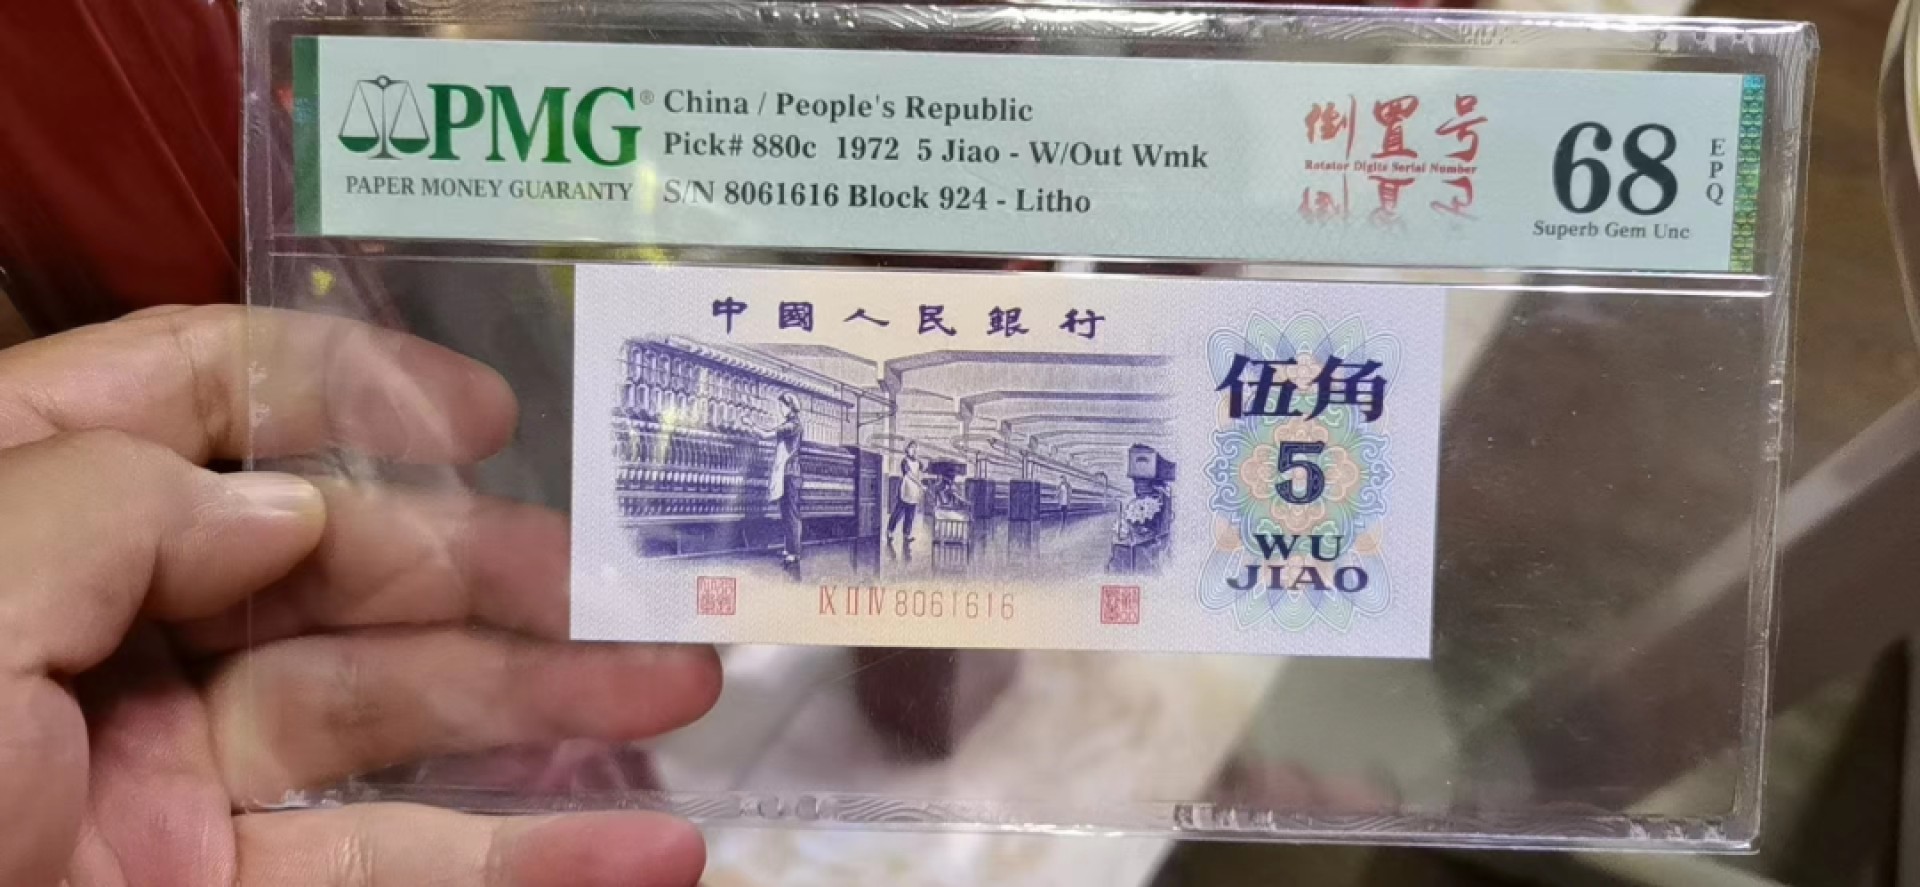 PMG®
PAPER MONEY GUARANTY
China / People's Republic
Pick# 880c 1972 5 Jiao - W/Out Wmk
S/N 8061616 Block 924 - Litho
倒置号
Rotator Digits Serial Number
68
EPQ
Superb Gem Unc
中國人民銀行
伍角
5
WU
JIAO
IX II IV 8061616